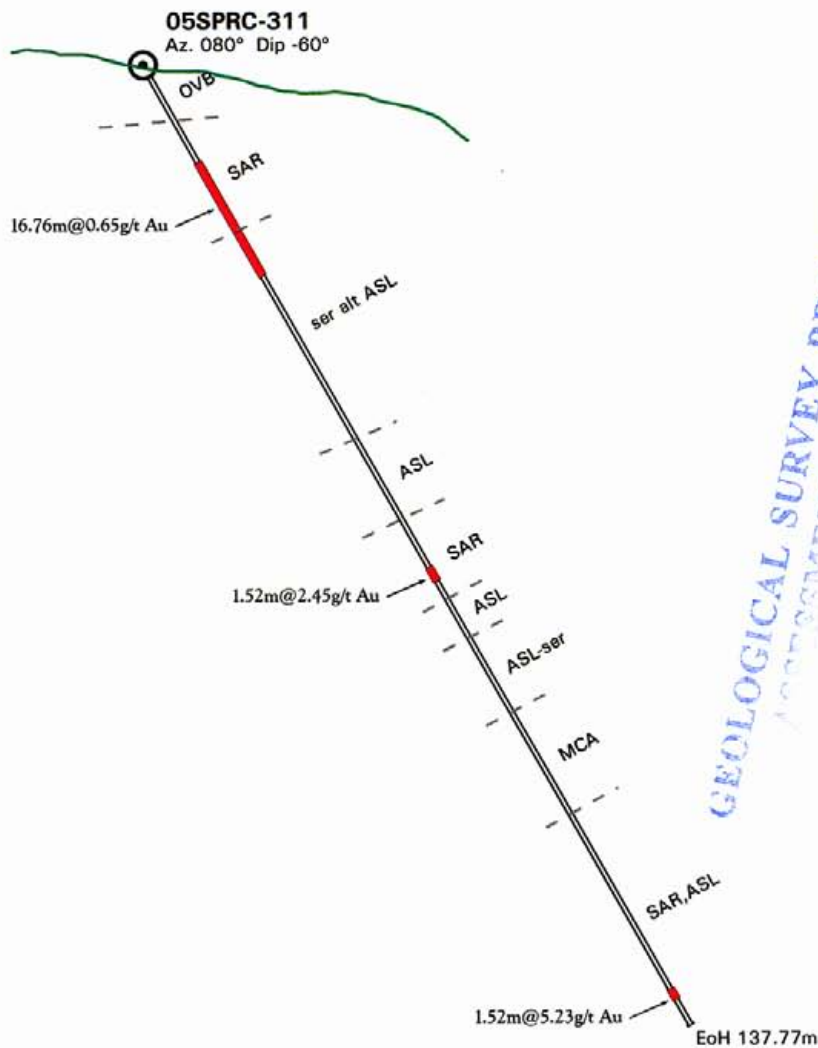 05SPRC-311
Az. 080° Dip -60°
OVB
SAR
16.76m@0.65g/t Au
ser alt ASL
ASL
SAR
1.52m@2.45g/t Au
ASL
ASL-ser
MCA
SAR,ASL
1.52m@5.23g/t Au
EoH 137.77m
GEOLOGICAL SURVEY